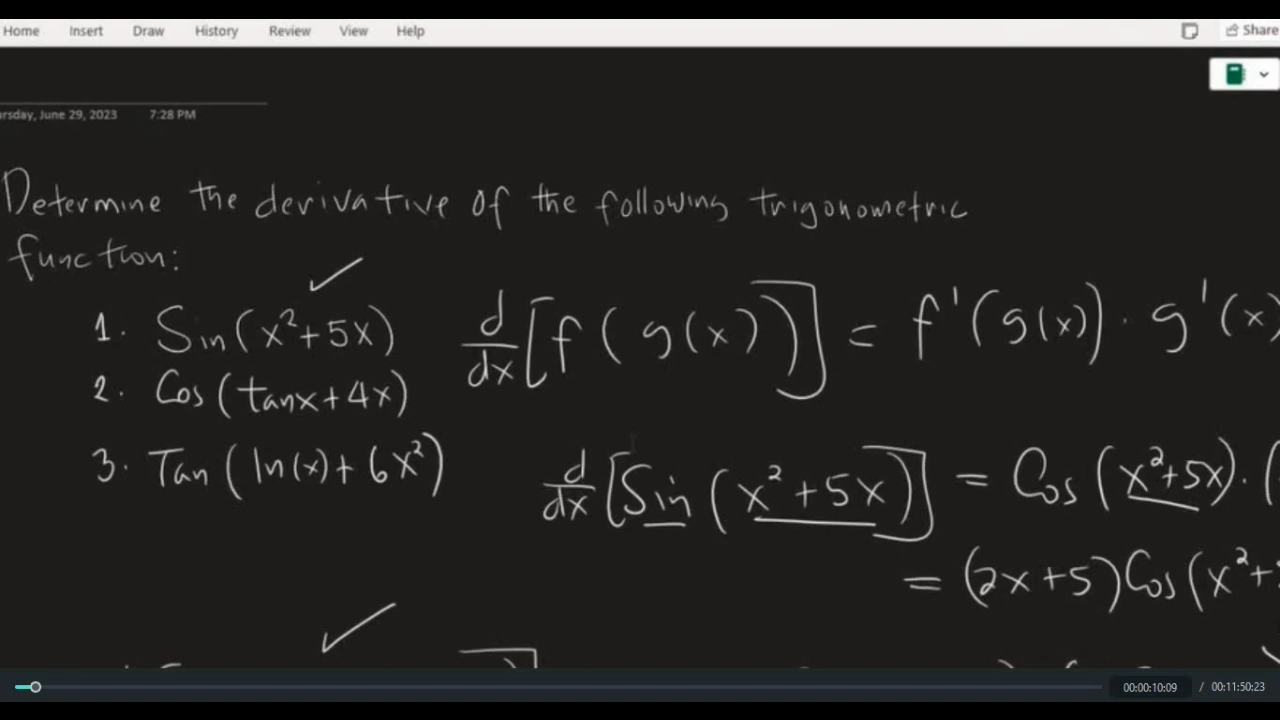 Home Insert Draw History Review View Help Share
rsday, June 29, 2023 7:28 PM
Determine the derivative of the following trigonometric
function:
1. Sin(x²+5x) d/dx[f(g(x))] = f'(g(x)) · g'(x)
2. Cos(tanx+4x)
3. Tan(ln(x)+6x²)
d/dx[Sin(x²+5x)] = Cos(x²+5x)·(
= (2x+5)Cos(x²+
00:00:10:09 / 00:11:50:23